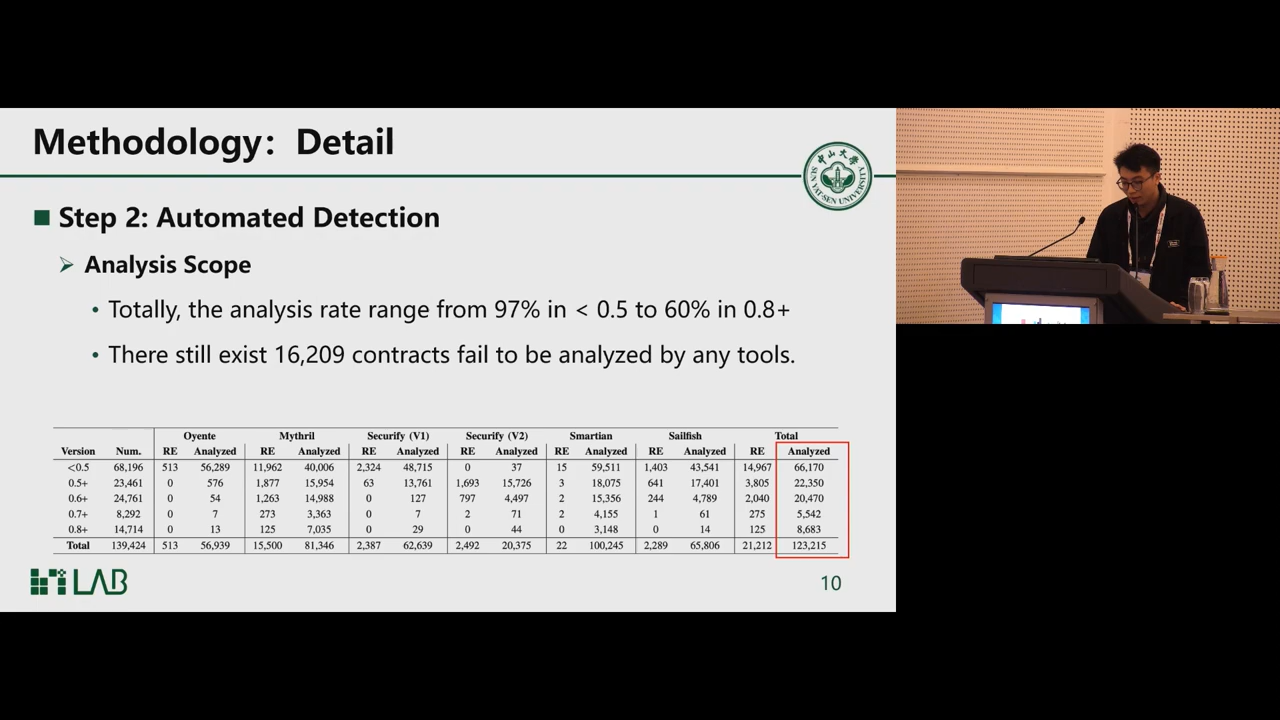 Methodology： Detail
中山大學
SUN YAT-SEN UNIVERSITY
Step 2: Automated Detection
Analysis Scope
• Totally, the analysis rate range from 97% in < 0.5 to 60% in 0.8+
• There still exist 16,209 contracts fail to be analyzed by any tools.
Oyente Mythril Securify (V1) Securify (V2) Smartian Sailfish Total
Version Num. RE Analyzed RE Analyzed RE Analyzed RE Analyzed RE Analyzed RE Analyzed RE Analyzed
<0.5 68,196 513 56,289 11,962 40,006 2,324 48,715 0 37 15 59,511 1,403 43,541 14,967 66,170
0.5+ 23,461 0 576 1,877 15,954 63 13,761 1,693 15,726 3 18,075 641 17,401 3,805 22,350
0.6+ 24,761 0 54 1,263 14,988 0 127 797 4,497 2 15,356 244 4,789 2,040 20,470
0.7+ 8,292 0 7 273 3,363 0 7 2 71 2 4,155 1 61 275 5,542
0.8+ 14,714 0 13 125 7,035 0 29 0 44 0 3,148 0 14 125 8,683
Total 139,424 513 56,939 15,500 81,346 2,387 62,639 2,492 20,375 22 100,245 2,289 65,806 21,212 123,215
LAB
10